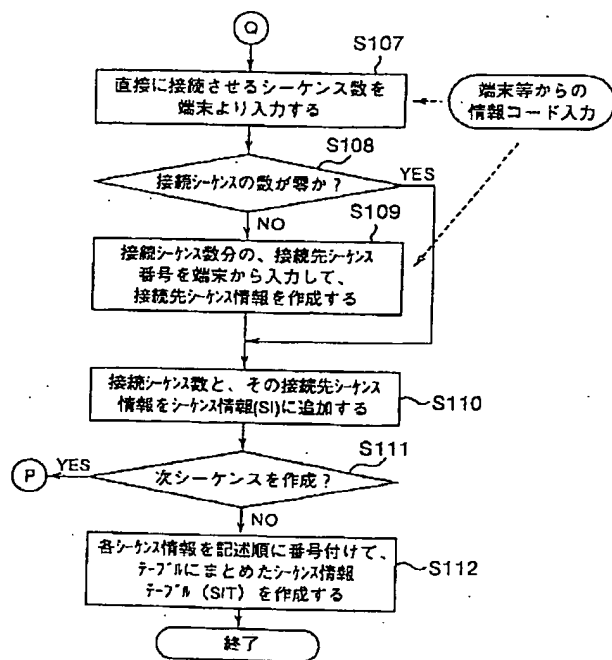 Q
S107
直接に接続させるシーケンス数を
端末より入力する
端末等からの
情報コード入力
S108
接続シーケンスの数が零か?
YES
NO
S109
接続シーケンス数分の、接続先シーケンス
番号を端末から入力して、
接続先シーケンス情報を作成する
接続シーケンス数と、その接続先シーケンス
情報をシーケンス情報(SI)に追加する
S110
S111
P
YES
次シーケンスを作成?
NO
各シーケンス情報を記述順に番号付けて、
テーブルにまとめたシーケンス情報
テーブル(SIT)を作成する
S112
終了